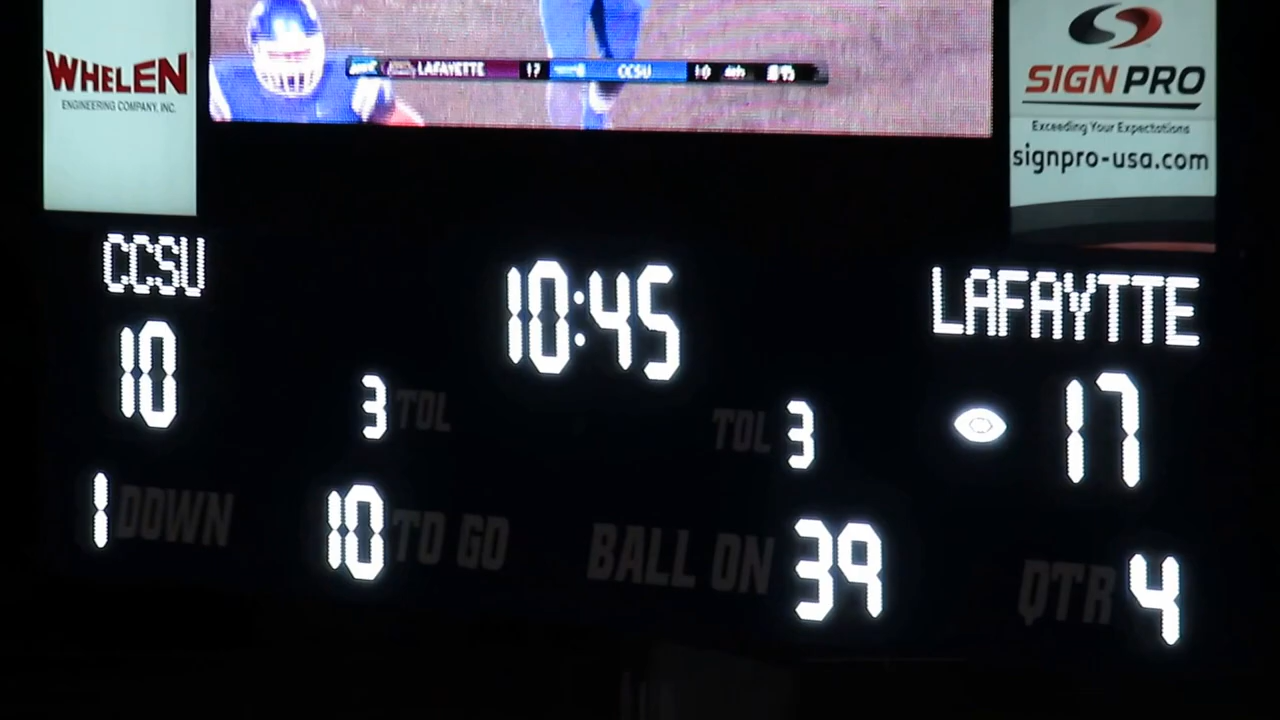 WHELEN
ENGINEERING COMPANY, INC.
LAFAYETTE 17 CCSU 10 4th
SIGN PRO
Exceeding Your Expectations
signpro-usa.com
CCSU
10:45
LAFAYTTE
10
3 TOL
TOL 3
17
1 DOWN
10 TO GO
BALL ON 39
QTR 4